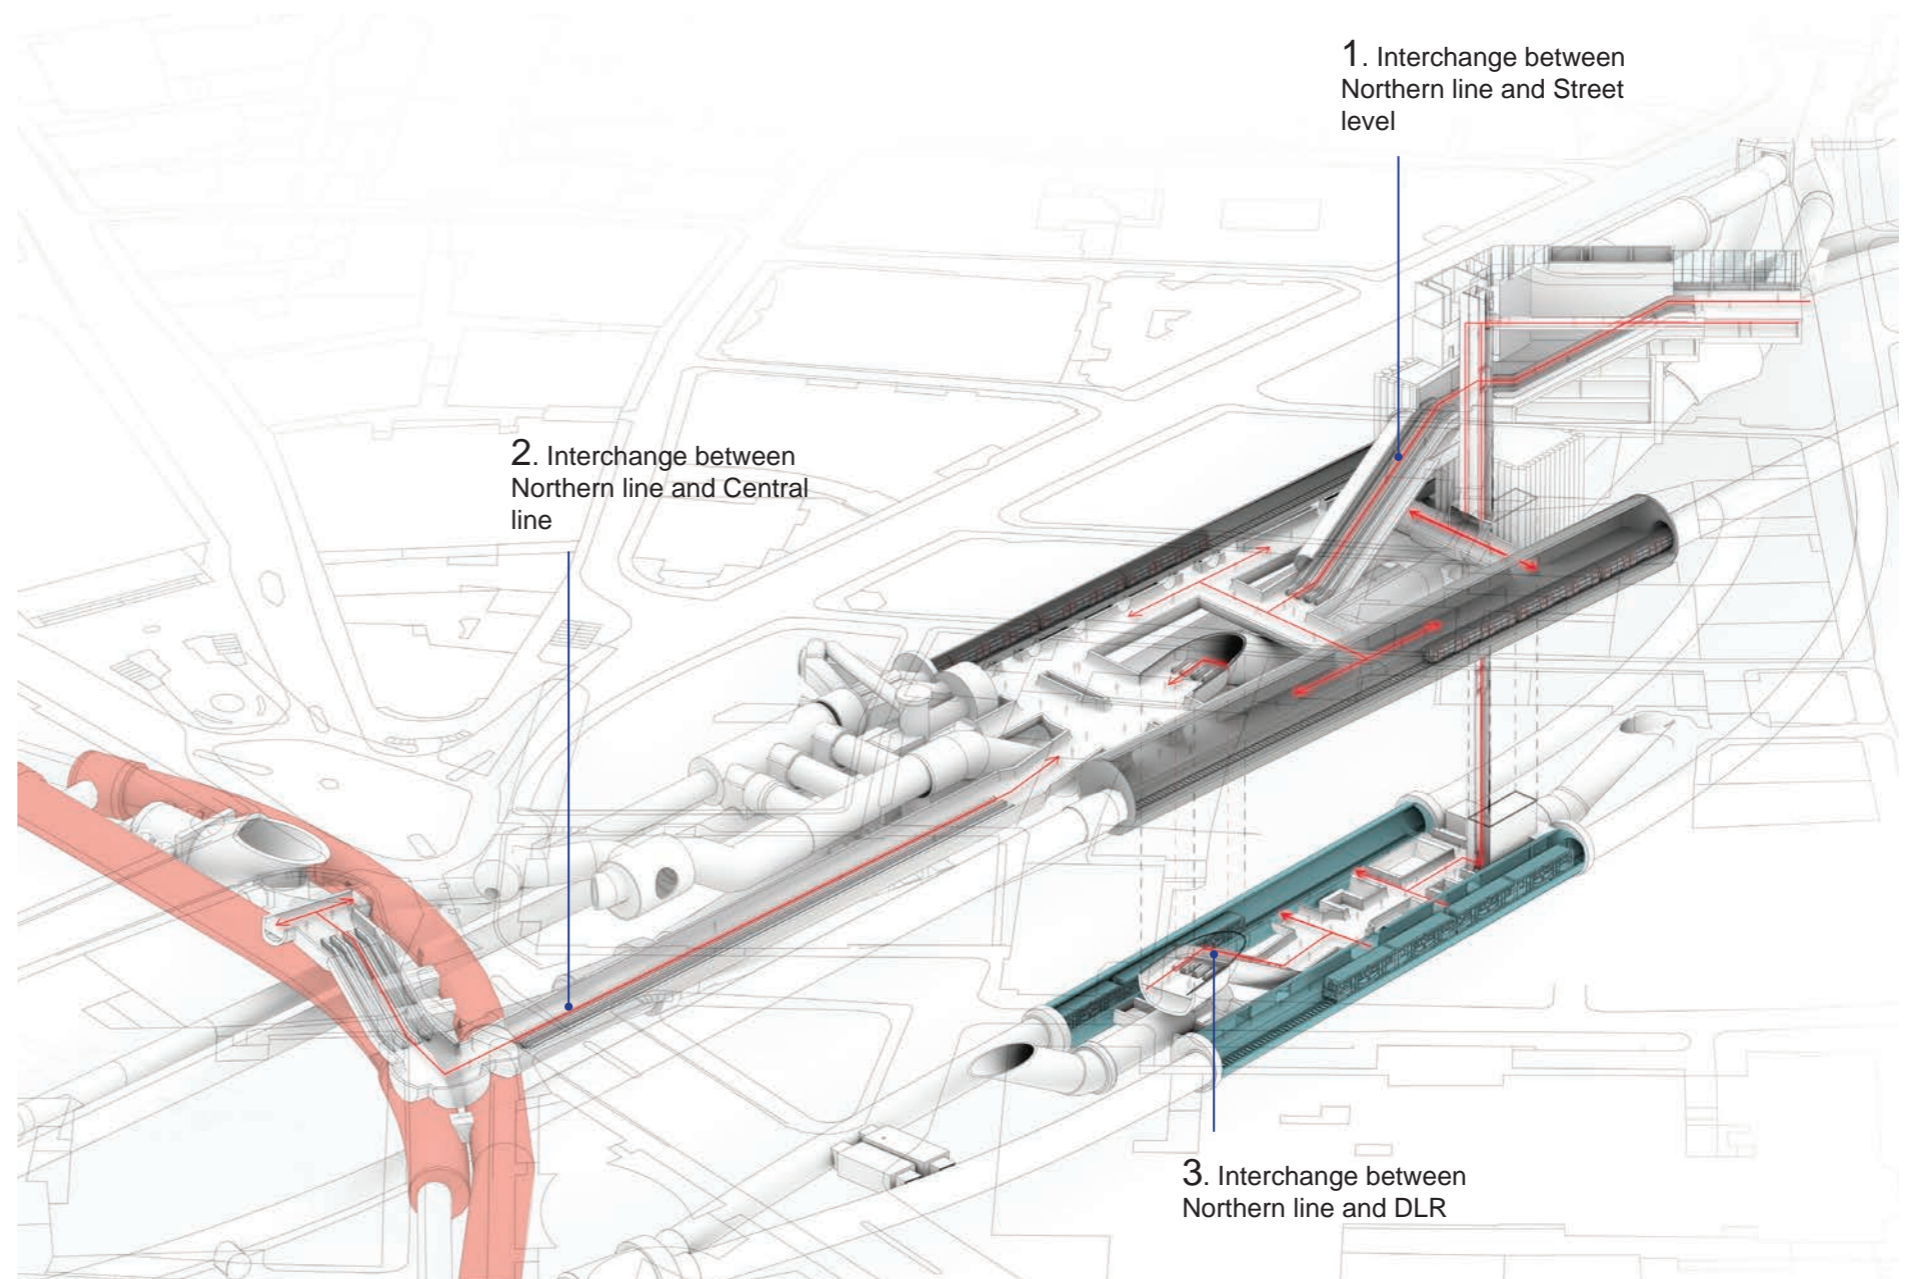 1. Interchange between
Northern line and Street
level
2. Interchange between
Northern line and Central
line
3. Interchange between
Northern line and DLR